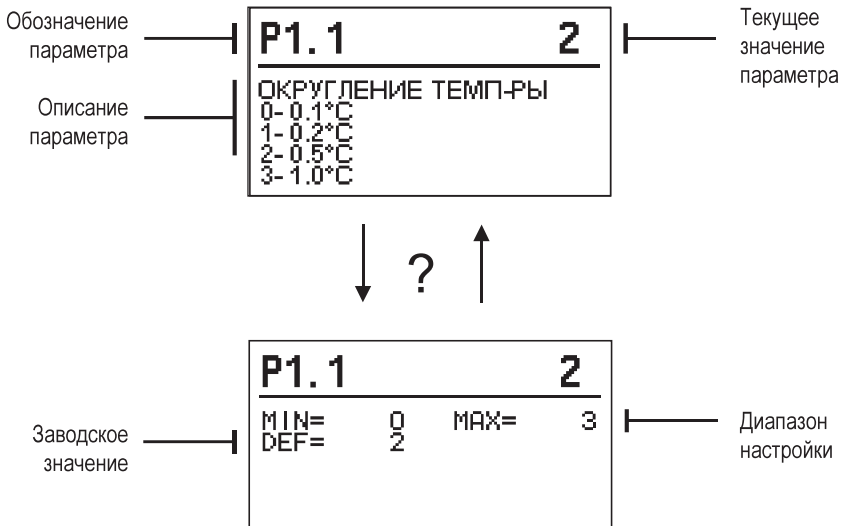 Обозначение
параметра
P1.1 2
Текущее
значение
параметра
Описание
параметра
ОКРУГЛЕНИЕ ТЕМП-РЫ
0- 0.1°C
1- 0.2°C
2- 0.5°C
3- 1.0°C
?
P1.1 2
Заводское
значение
MIN= 0 MAX= 3
DEF= 2
Диапазон
настройки